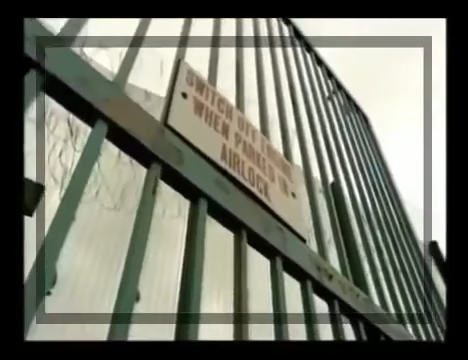 SWITCH OFF ENGINE
WHEN PARKED IN
AIRLOCK